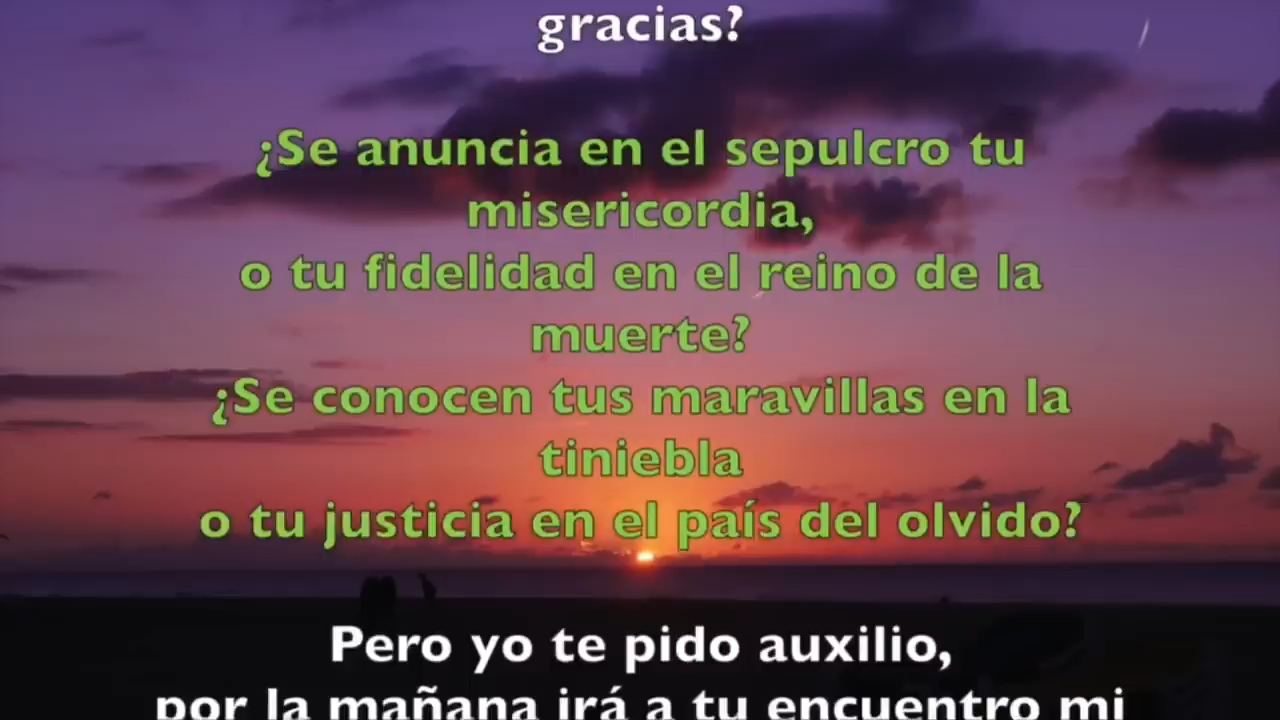 gracias?
¿Se anuncia en el sepulcro tu
misericordia,
o tu fidelidad en el reino de la
muerte?
¿Se conocen tus maravillas en la
tiniebla
o tu justicia en el país del olvido?
Pero yo te pido auxilio,
por la mañana irá a tu encuentro mi